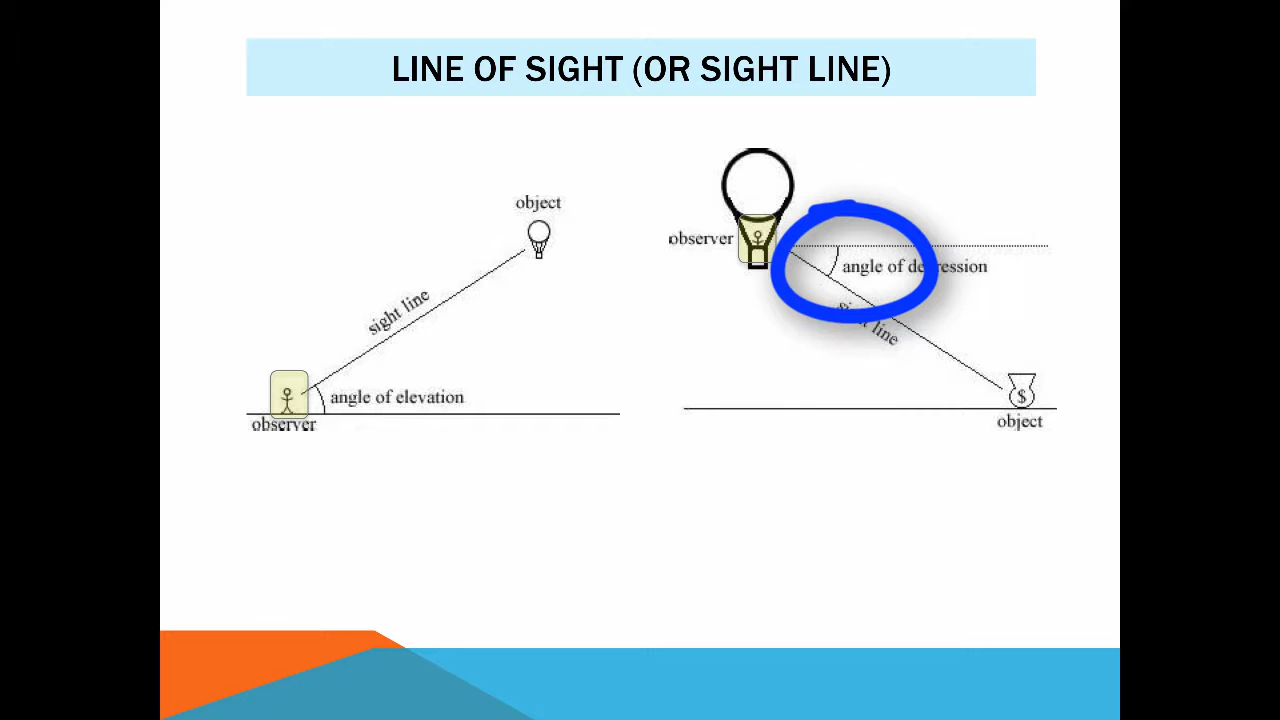 LINE OF SIGHT (OR SIGHT LINE)
object
sight line
angle of elevation
observer
observer
angle of depression
sight line
$
object